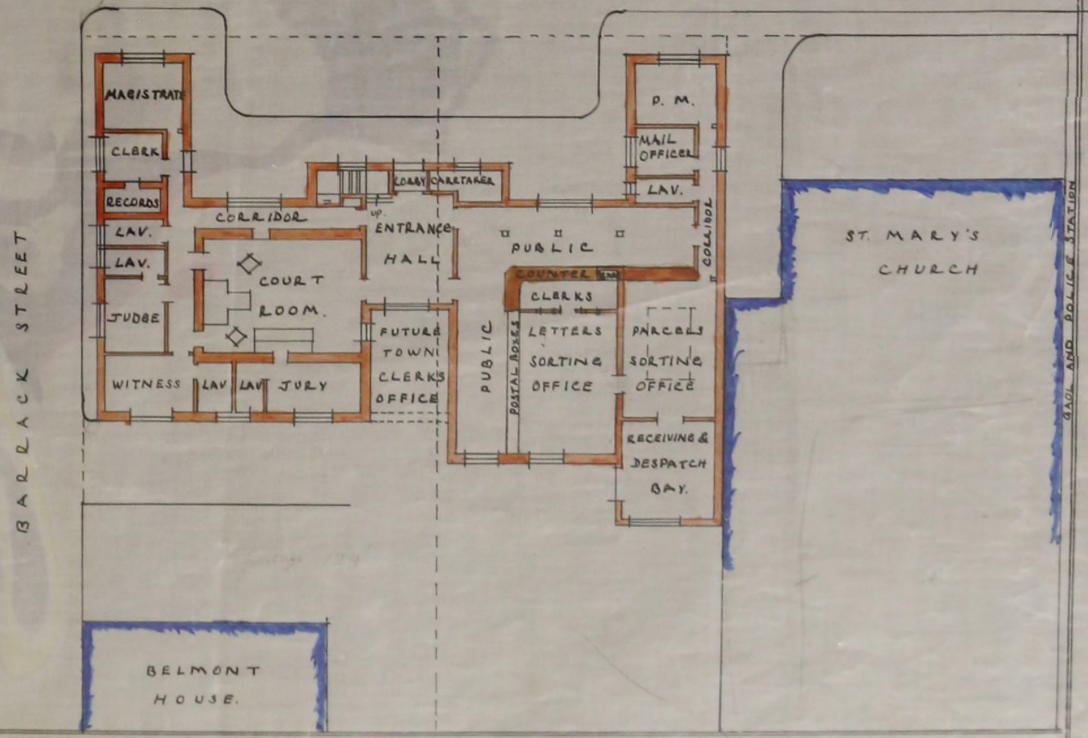 MAGISTRATE
CLERK
RECORDS
LAV.
LAV.
JUDGE
WITNESS
LAV
LAV
JURY
CORRIDOR
COURT
ROOM.
UP.
LOBBY
CARETAKER
ENTRANCE
HALL
FUTURE
TOWN
CLERKS
OFFICE
PUBLIC
PUBLIC
COUNTER
CLERKS
POSTAL BOXES
LETTERS
SORTING
OFFICE
PARCELS
SORTING
OFFICE
RECEIVING &
DESPATCH
BAY.
P. M.
MAIL
OFFICER
LAV.
CORRIDOR
ST. MARY'S
CHURCH
GAOL AND POLICE STATION
BARRACK STREET
BELMONT
HOUSE.